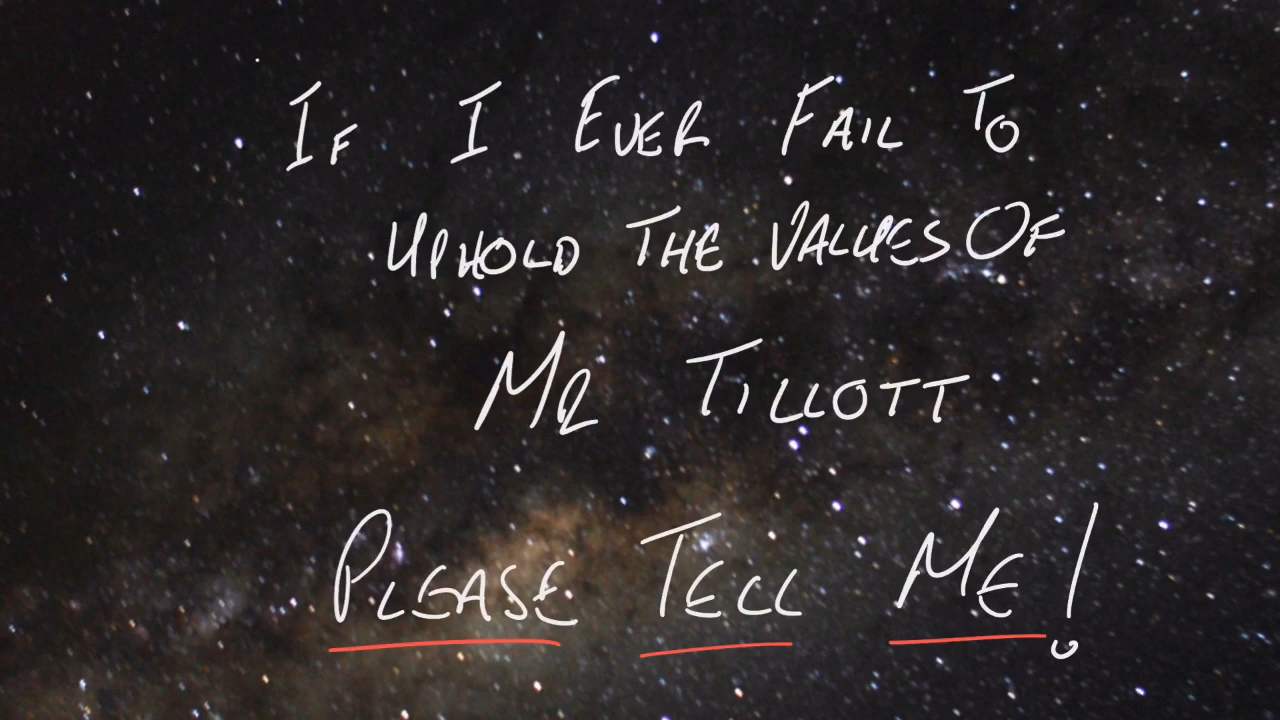 If I Ever Fail To
Uphold The Values Of
Mr Tillott
Please Tell Me!